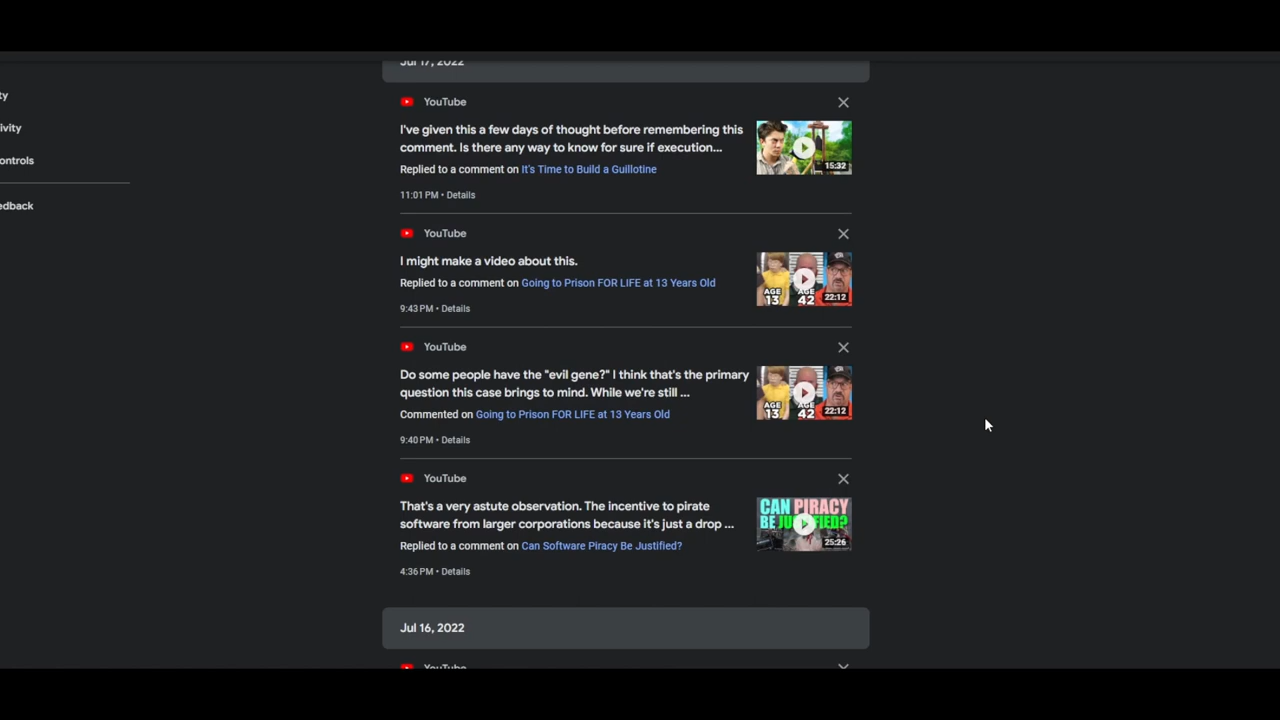 Jul 17, 2022
ty
ivity
ontrols
edback
YouTube
I've given this a few days of thought before remembering this
comment. Is there any way to know for sure if execution...
Replied to a comment on It's Time to Build a Guillotine
11:01 PM • Details
15:32
YouTube
I might make a video about this.
Replied to a comment on Going to Prison FOR LIFE at 13 Years Old
9:43 PM • Details
AGE
13
AGE
42
22:12
YouTube
Do some people have the "evil gene?" I think that's the primary
question this case brings to mind. While we're still ...
Commented on Going to Prison FOR LIFE at 13 Years Old
9:40 PM • Details
AGE
13
AGE
42
22:12
YouTube
That's a very astute observation. The incentive to pirate
software from larger corporations because it's just a drop ...
Replied to a comment on Can Software Piracy Be Justified?
4:36 PM • Details
CAN PIRACY
BE JUSTIFIED?
25:26
Jul 16, 2022
YouTube